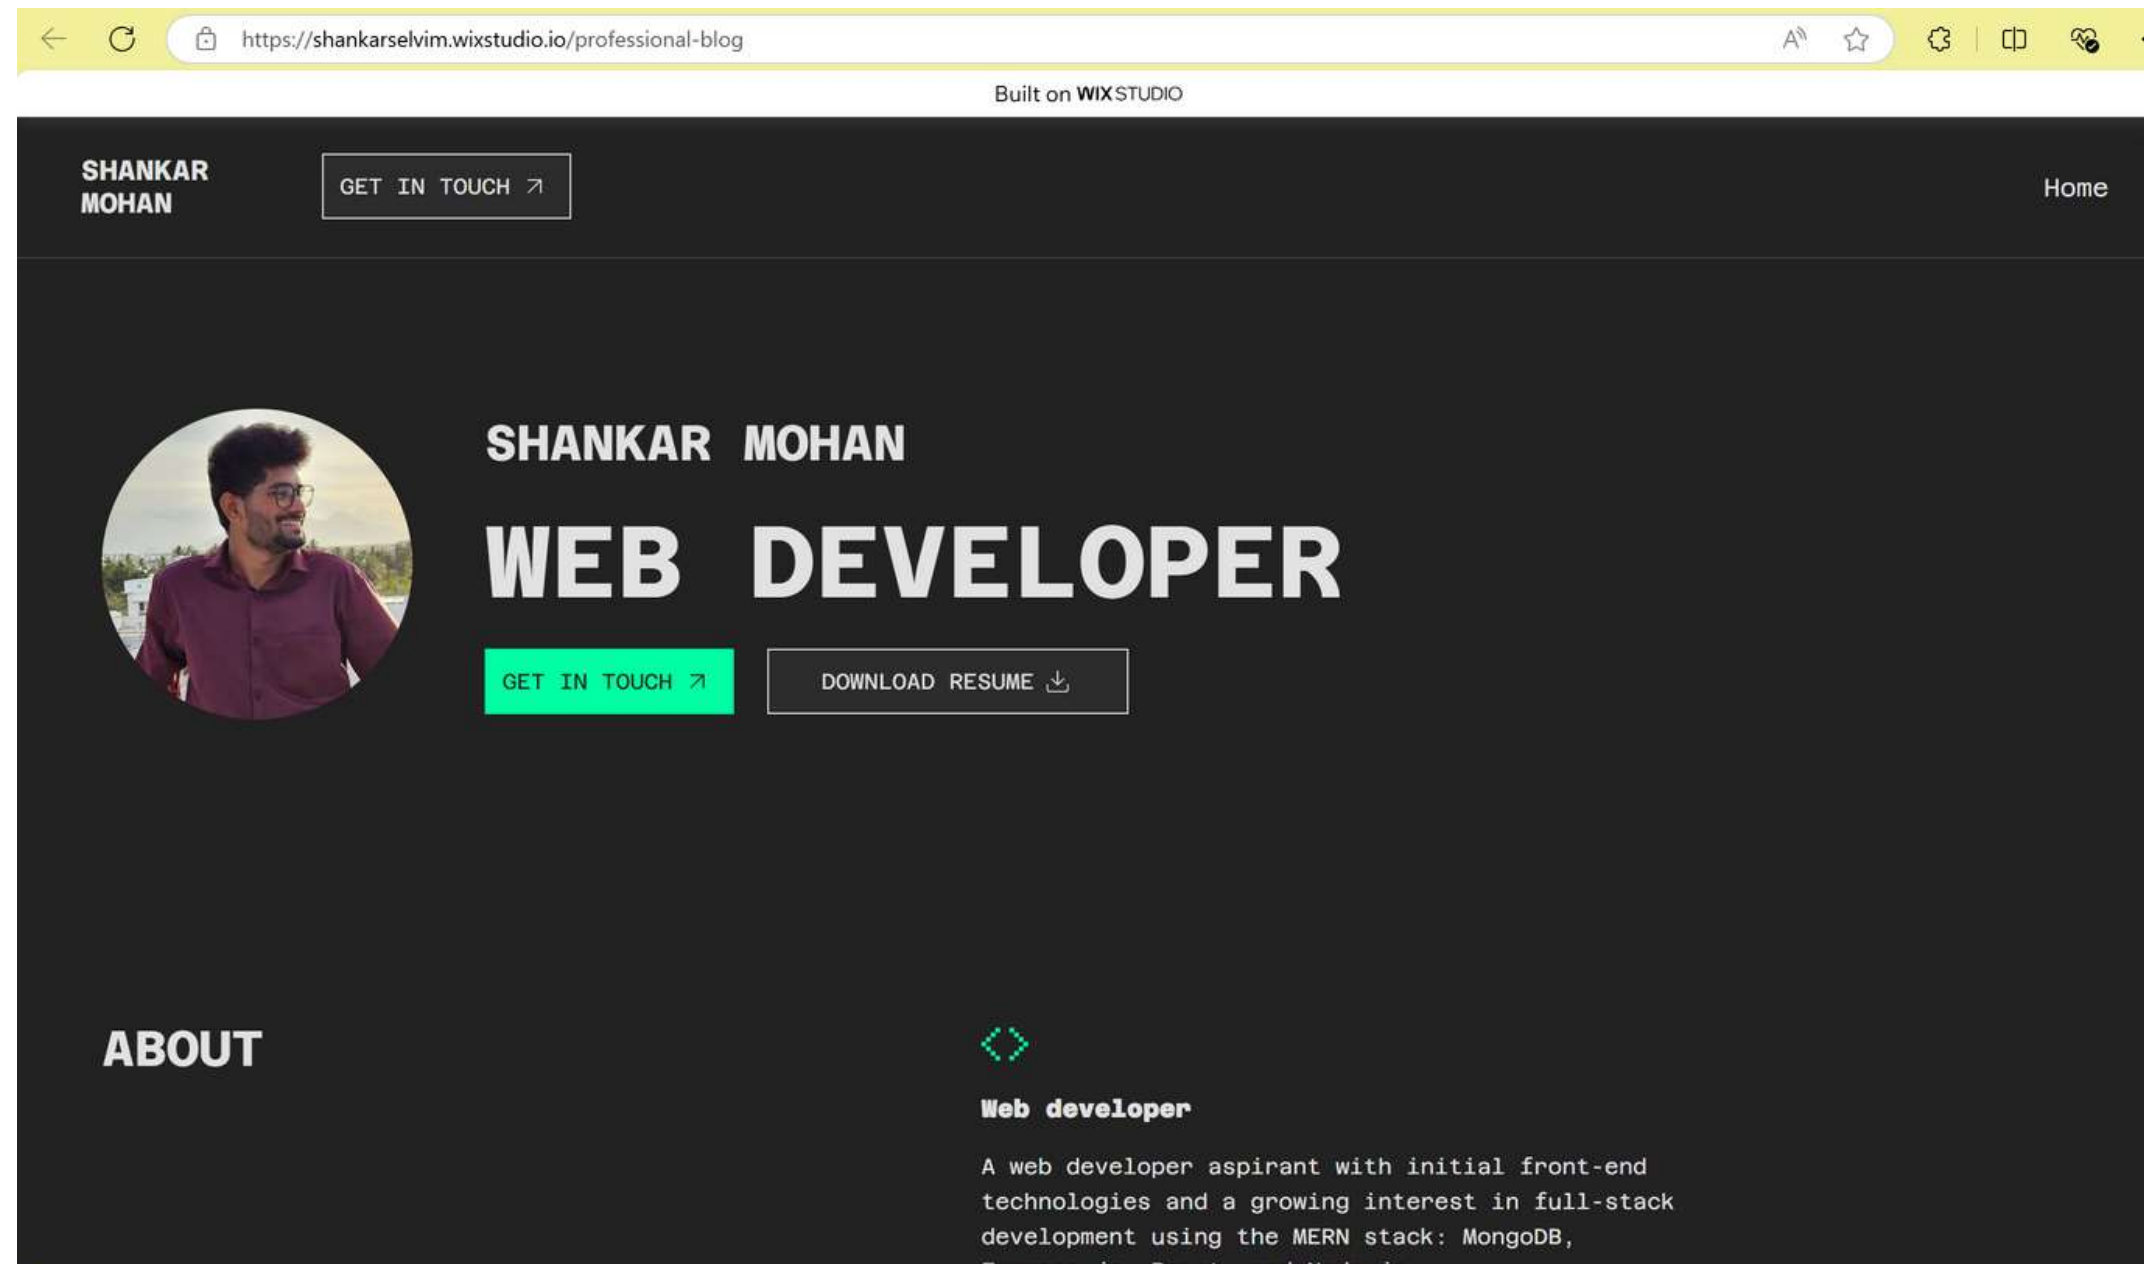 https://shankarselvim.wixstudio.io/professional-blog
Built on WIX STUDIO
SHANKAR
MOHAN
GET IN TOUCH
Home
SHANKAR MOHAN
WEB DEVELOPER
GET IN TOUCH
DOWNLOAD RESUME
ABOUT
Web developer
A web developer aspirant with initial front-end
technologies and a growing interest in full-stack
development using the MERN stack: MongoDB,